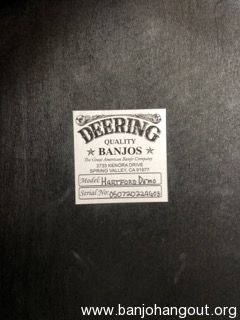 DEERING
QUALITY
★ BANJOS ★
The Great American Banjo Company
3733 KENORA DRIVE
SPRING VALLEY, CA 91977
Model: HARTFORD DEMO
Serial No:
www.banjohangout.org